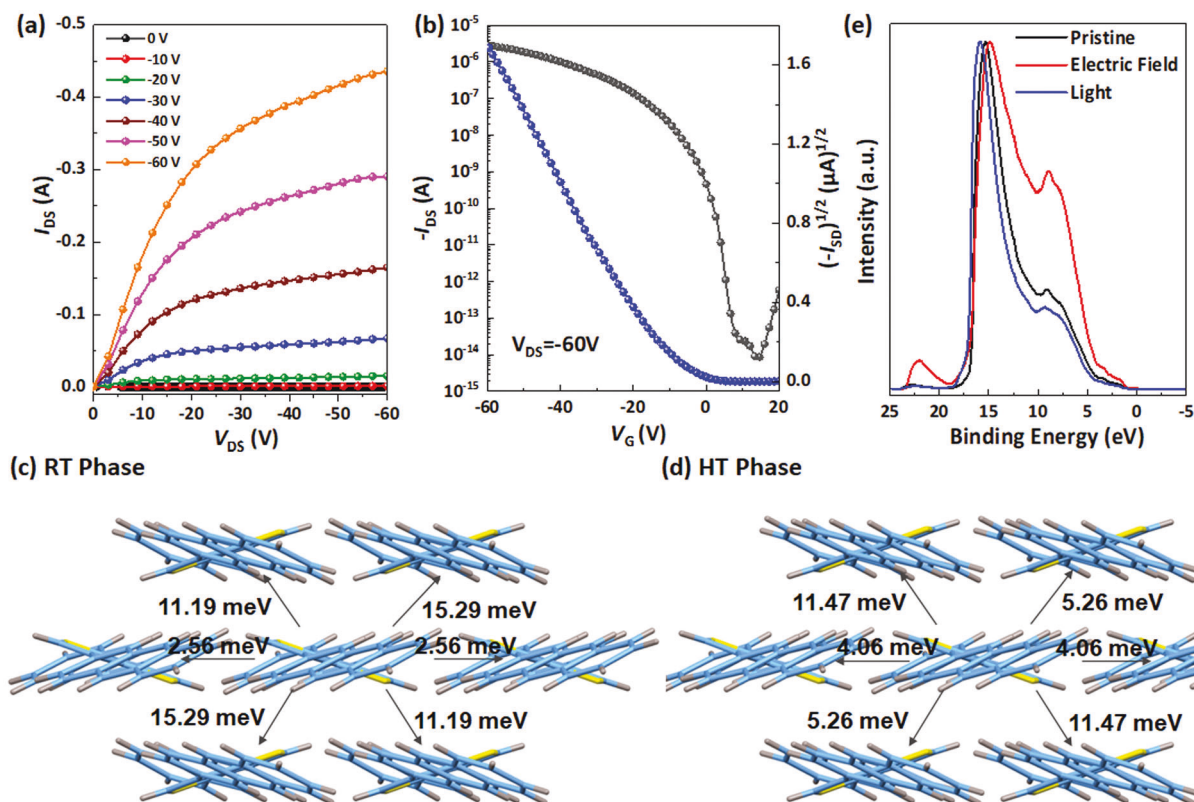 (a)
-0.5
-0.4
-0.3
-0.2
-0.1
0.0
I_DS (A)
0 V
-10 V
-20 V
-30 V
-40 V
-50 V
-60 V
0 -10 -20 -30 -40 -50 -60
V_DS (V)
(b)
10⁻⁵
10⁻⁶
10⁻⁷
10⁻⁸
10⁻⁹
10⁻¹⁰
10⁻¹¹
10⁻¹²
10⁻¹³
10⁻¹⁴
10⁻¹⁵
-I_DS (A)
V_DS=-60V
-60 -40 -20 0 20
V_G (V)
1.6
1.2
0.8
0.4
0.0
(-I_SD)^1/2 (μA)^1/2
(e)
Pristine
Electric Field
Light
Intensity (a.u.)
25 20 15 10 5 0 -5
Binding Energy (eV)
(c) RT Phase
11.19 meV
15.29 meV
2.56 meV
2.56 meV
15.29 meV
11.19 meV
(d) HT Phase
11.47 meV
5.26 meV
4.06 meV
4.06 meV
5.26 meV
11.47 meV